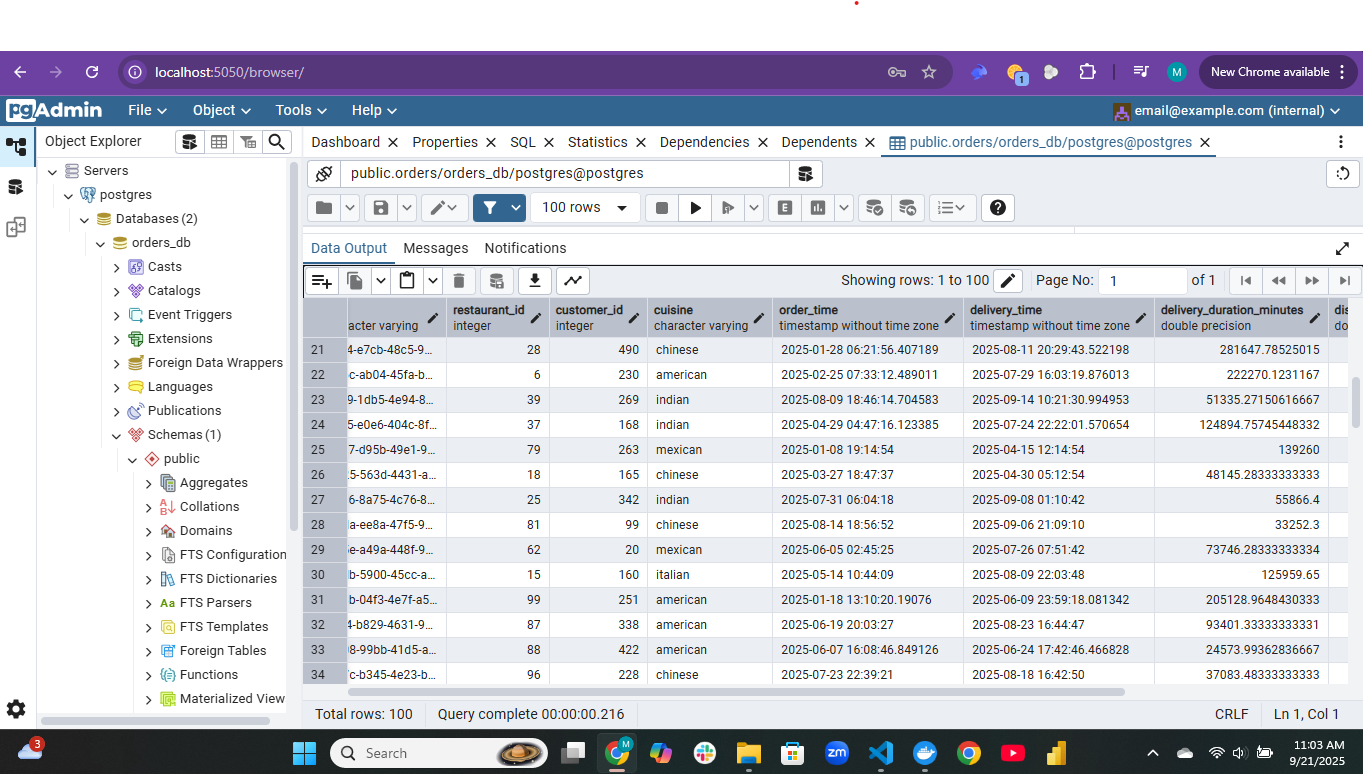 localhost:5050/browser/
1
M
New Chrome available
pgAdmin
File
Object
Tools
Help
email@example.com (internal)
Object Explorer
Dashboard
Properties
SQL
Statistics
Dependencies
Dependents
public.orders/orders_db/postgres@postgres
public.orders/orders_db/postgres@postgres
100 rows
E
Data Output
Messages
Notifications
Showing rows: 1 to 100
Page No:
1
of 1
Servers
postgres
Databases (2)
orders_db
Casts
Catalogs
Event Triggers
Extensions
Foreign Data Wrappers
Languages
Publications
Schemas (1)
public
Aggregates
Collations
Domains
FTS Configuration
FTS Dictionaries
Aa FTS Parsers
FTS Templates
Foreign Tables
Functions
Materialized View
acter varying
restaurant_id integer
customer_id integer
cuisine character varying
order_time timestamp without time zone
delivery_time timestamp without time zone
delivery_duration_minutes double precision
dis
do
21 4-e7cb-48c5-9... 28 490 chinese 2025-01-28 06:21:56.407189 2025-08-11 20:29:43.522198 281647.78525015
22 c-ab04-45fa-b... 6 230 american 2025-02-25 07:33:12.489011 2025-07-29 16:03:19.876013 222270.1231167
23 9-1db5-4e94-8... 39 269 indian 2025-08-09 18:46:14.704583 2025-09-14 10:21:30.994953 51335.27150616667
24 5-e0e6-404c-8f... 37 168 indian 2025-04-29 04:47:16.123385 2025-07-24 22:22:01.570654 124894.75745448332
25 7-d95b-49e1-9... 79 263 mexican 2025-01-08 19:14:54 2025-04-15 12:14:54 139260
26 5-563d-4431-a... 18 165 chinese 2025-03-27 18:47:37 2025-04-30 05:12:54 48145.28333333333
27 6-8a75-4c76-8... 25 342 indian 2025-07-31 06:04:18 2025-09-08 01:10:42 55866.4
28 a-ee8a-47f5-9... 81 99 chinese 2025-08-14 18:56:52 2025-09-06 21:09:10 33252.3
29 e-a49a-448f-9... 62 20 mexican 2025-06-05 02:45:25 2025-07-26 07:51:42 73746.28333333334
30 b-5900-45cc-a... 15 160 italian 2025-05-14 10:44:09 2025-08-09 22:03:48 125959.65
31 b-04f3-4e7f-a5... 99 251 american 2025-01-18 13:10:20.19076 2025-06-09 23:59:18.081342 205128.9648430333
32 4-b829-4631-9... 87 338 american 2025-06-19 20:03:27 2025-08-23 16:44:47 93401.33333333331
33 8-99bb-41d5-a... 88 422 american 2025-06-07 16:08:46.849126 2025-06-24 17:42:46.466828 24573.99362836667
34 c-b345-4e23-b... 96 228 chinese 2025-07-23 22:39:21 2025-08-18 16:42:50 37083.48333333333
Total rows: 100
Query complete 00:00:00.216
CRLF
Ln 1, Col 1
3
Search
M
zm
11:03 AM
9/21/2025